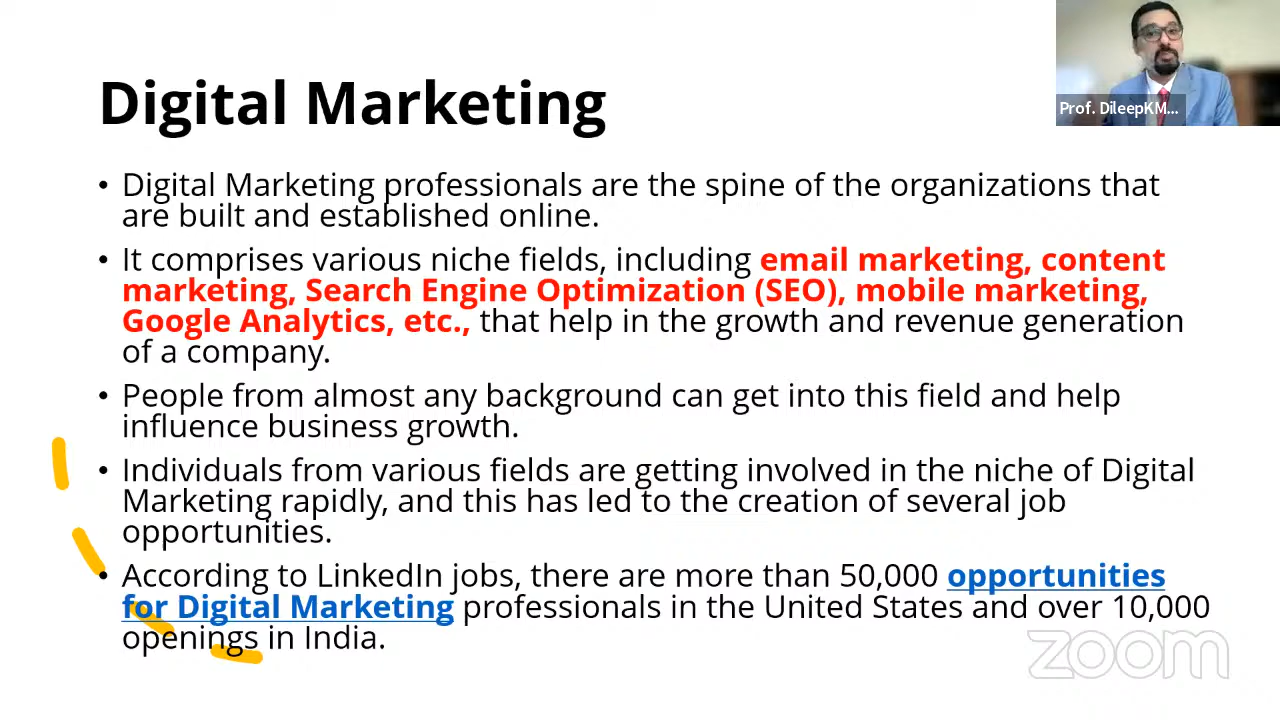 Digital Marketing
Prof. DileepKM...
• Digital Marketing professionals are the spine of the organizations that
are built and established online.
• It comprises various niche fields, including email marketing, content
marketing, Search Engine Optimization (SEO), mobile marketing,
Google Analytics, etc., that help in the growth and revenue generation
of a company.
• People from almost any background can get into this field and help
influence business growth.
• Individuals from various fields are getting involved in the niche of Digital
Marketing rapidly, and this has led to the creation of several job
opportunities.
• According to LinkedIn jobs, there are more than 50,000 opportunities
for Digital Marketing professionals in the United States and over 10,000
openings in India.
zoom